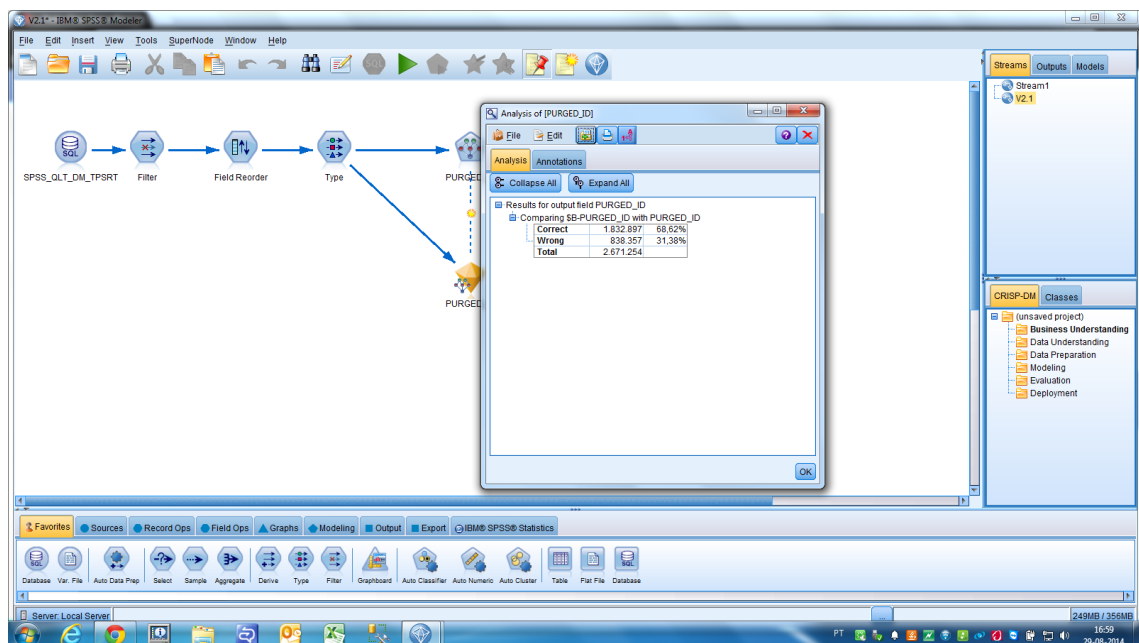 V2.1* - IBM® SPSS® Modeler
File Edit Insert View Tools SuperNode Window Help
SQL
Streams Outputs Models
Stream1
V2.1
Analysis of [PURGED_ID]
File Edit
Analysis Annotations
Collapse All Expand All
Results for output field PURGED_ID
Comparing $B-PURGED_ID with PURGED_ID
Correct 1.832.897 68,62%
Wrong 838.357 31,38%
Total 2.671.254
OK
SQL
SPSS_QLT_DM_TPSRT Filter Field Reorder Type PURGED
PURGED
CRISP-DM Classes
(unsaved project)
Business Understanding
Data Understanding
Data Preparation
Modeling
Evaluation
Deployment
Favorites Sources Record Ops Field Ops Graphs Modeling Output Export IBM® SPSS® Statistics
Database Var. File Auto Data Prep Select Sample Aggregate Derive Type Filter Graphboard Auto Classifier Auto Numeric Auto Cluster Table Flat File Database
Server: Local Server ... 249MB / 356MB
PT 16:59
29-08-2014